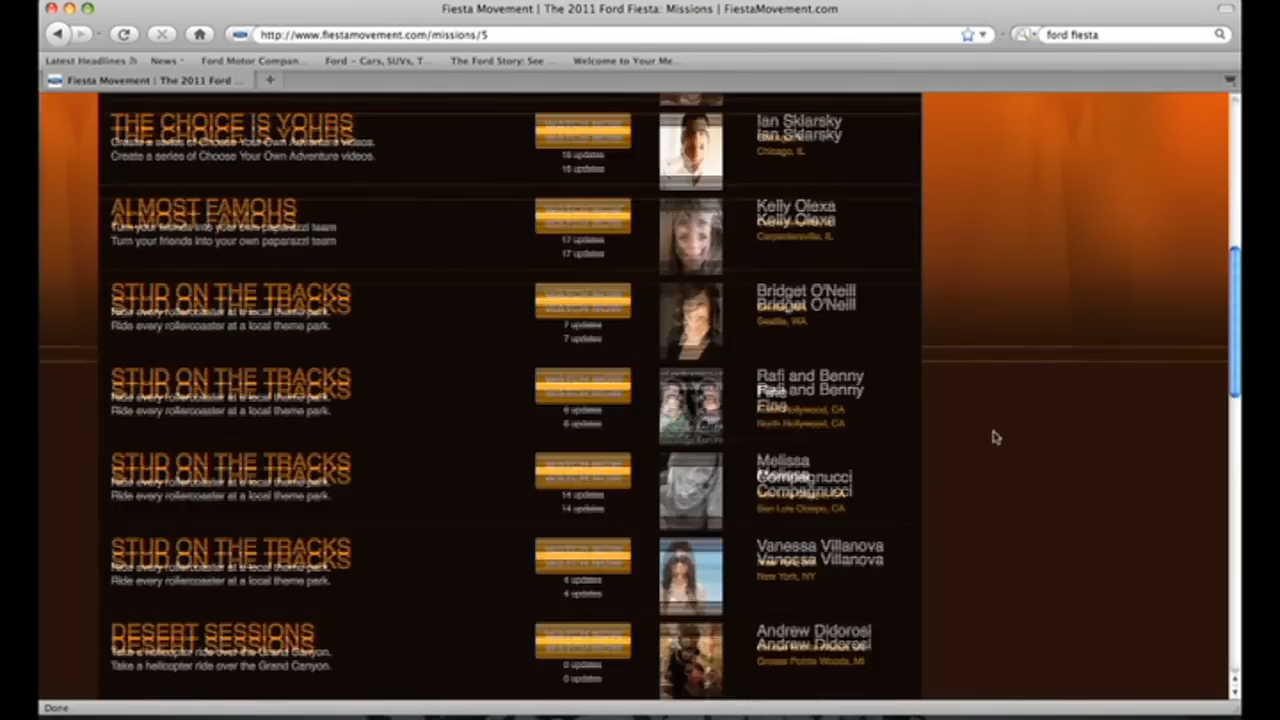 Fiesta Movement | The 2011 Ford Fiesta: Missions | FiestaMovement.com
http://www.fiestamovement.com/missions/5
ford fiesta
Latest Headlines
News
Ford Motor Compan...
Ford – Cars, SUVs, T...
The Ford Story: See ...
Welcome to Your Me...
Fiesta Movement | The 2011 Ford ...
THE CHOICE IS YOURS
Create a series of Choose Your Own Adventure videos.
Ian Sklarsky
Chicago, IL
ALMOST FAMOUS
Turn your friends into your own paparazzi team
17 updates
Kelly Olexa
Carpentersville, IL
STUD ON THE TRACKS
Ride every rollercoaster at a local theme park.
7 updates
Bridget O'Neill
Seattle, WA
STUD ON THE TRACKS
Ride every rollercoaster at a local theme park.
6 updates
Rafi and Benny
Fine
North Hollywood, CA
STUD ON THE TRACKS
Ride every rollercoaster at a local theme park.
14 updates
Melissa
Compagnucci
San Luis Obispo, CA
STUD ON THE TRACKS
Ride every rollercoaster at a local theme park.
4 updates
Vanessa Villanova
New York, NY
DESERT SESSIONS
Take a helicopter ride over the Grand Canyon.
Andrew Didorosi
Grosse Pointe Woods, MI
Done